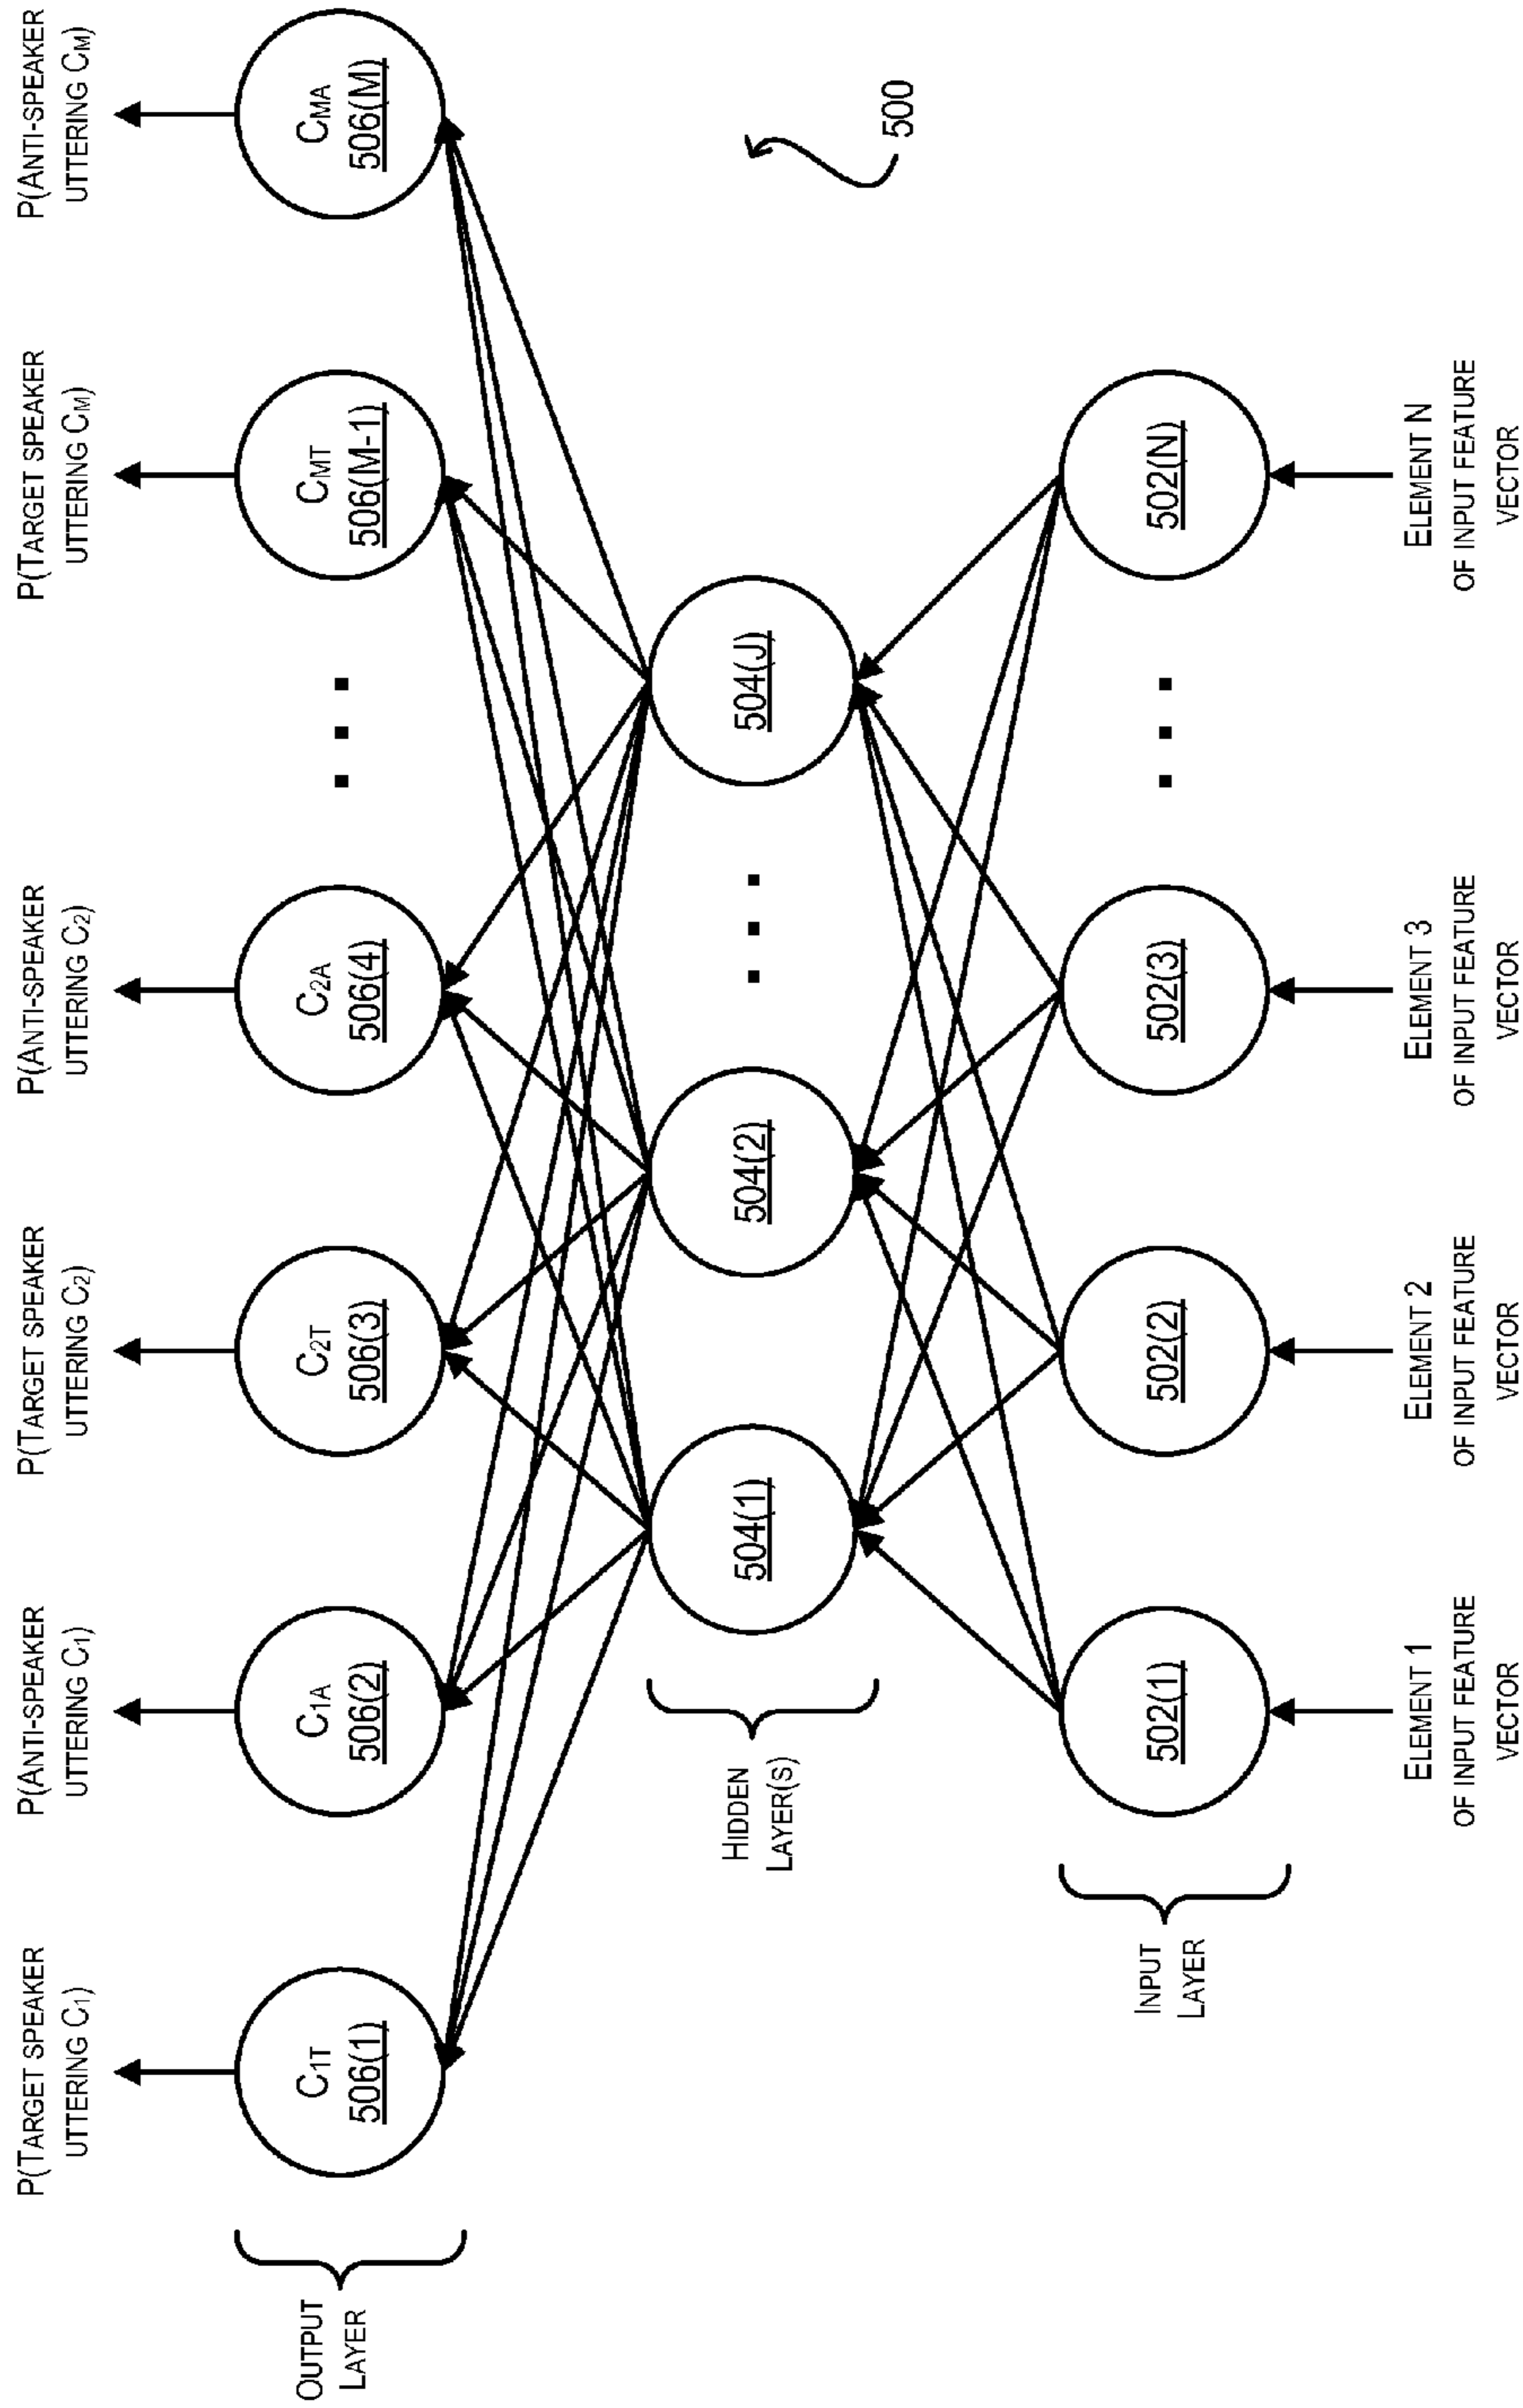 P(TARGET SPEAKER
UTTERING C1)
P(ANTI-SPEAKER
UTTERING C1)
P(TARGET SPEAKER
UTTERING C2)
P(ANTI-SPEAKER
UTTERING C2)
P(TARGET SPEAKER
UTTERING CM)
P(ANTI-SPEAKER
UTTERING CM)
OUTPUT
LAYER
C1T
506(1)
C1A
506(2)
C2T
506(3)
C2A
506(4)
. . .
CMT
506(M-1)
CMA
506(M)
HIDDEN
LAYER(S)
504(1)
504(2)
. . .
504(J)
500
INPUT
LAYER
502(1)
502(2)
502(3)
. . .
502(N)
ELEMENT 1
OF INPUT FEATURE
VECTOR
ELEMENT 2
OF INPUT FEATURE
VECTOR
ELEMENT 3
OF INPUT FEATURE
VECTOR
ELEMENT N
OF INPUT FEATURE
VECTOR